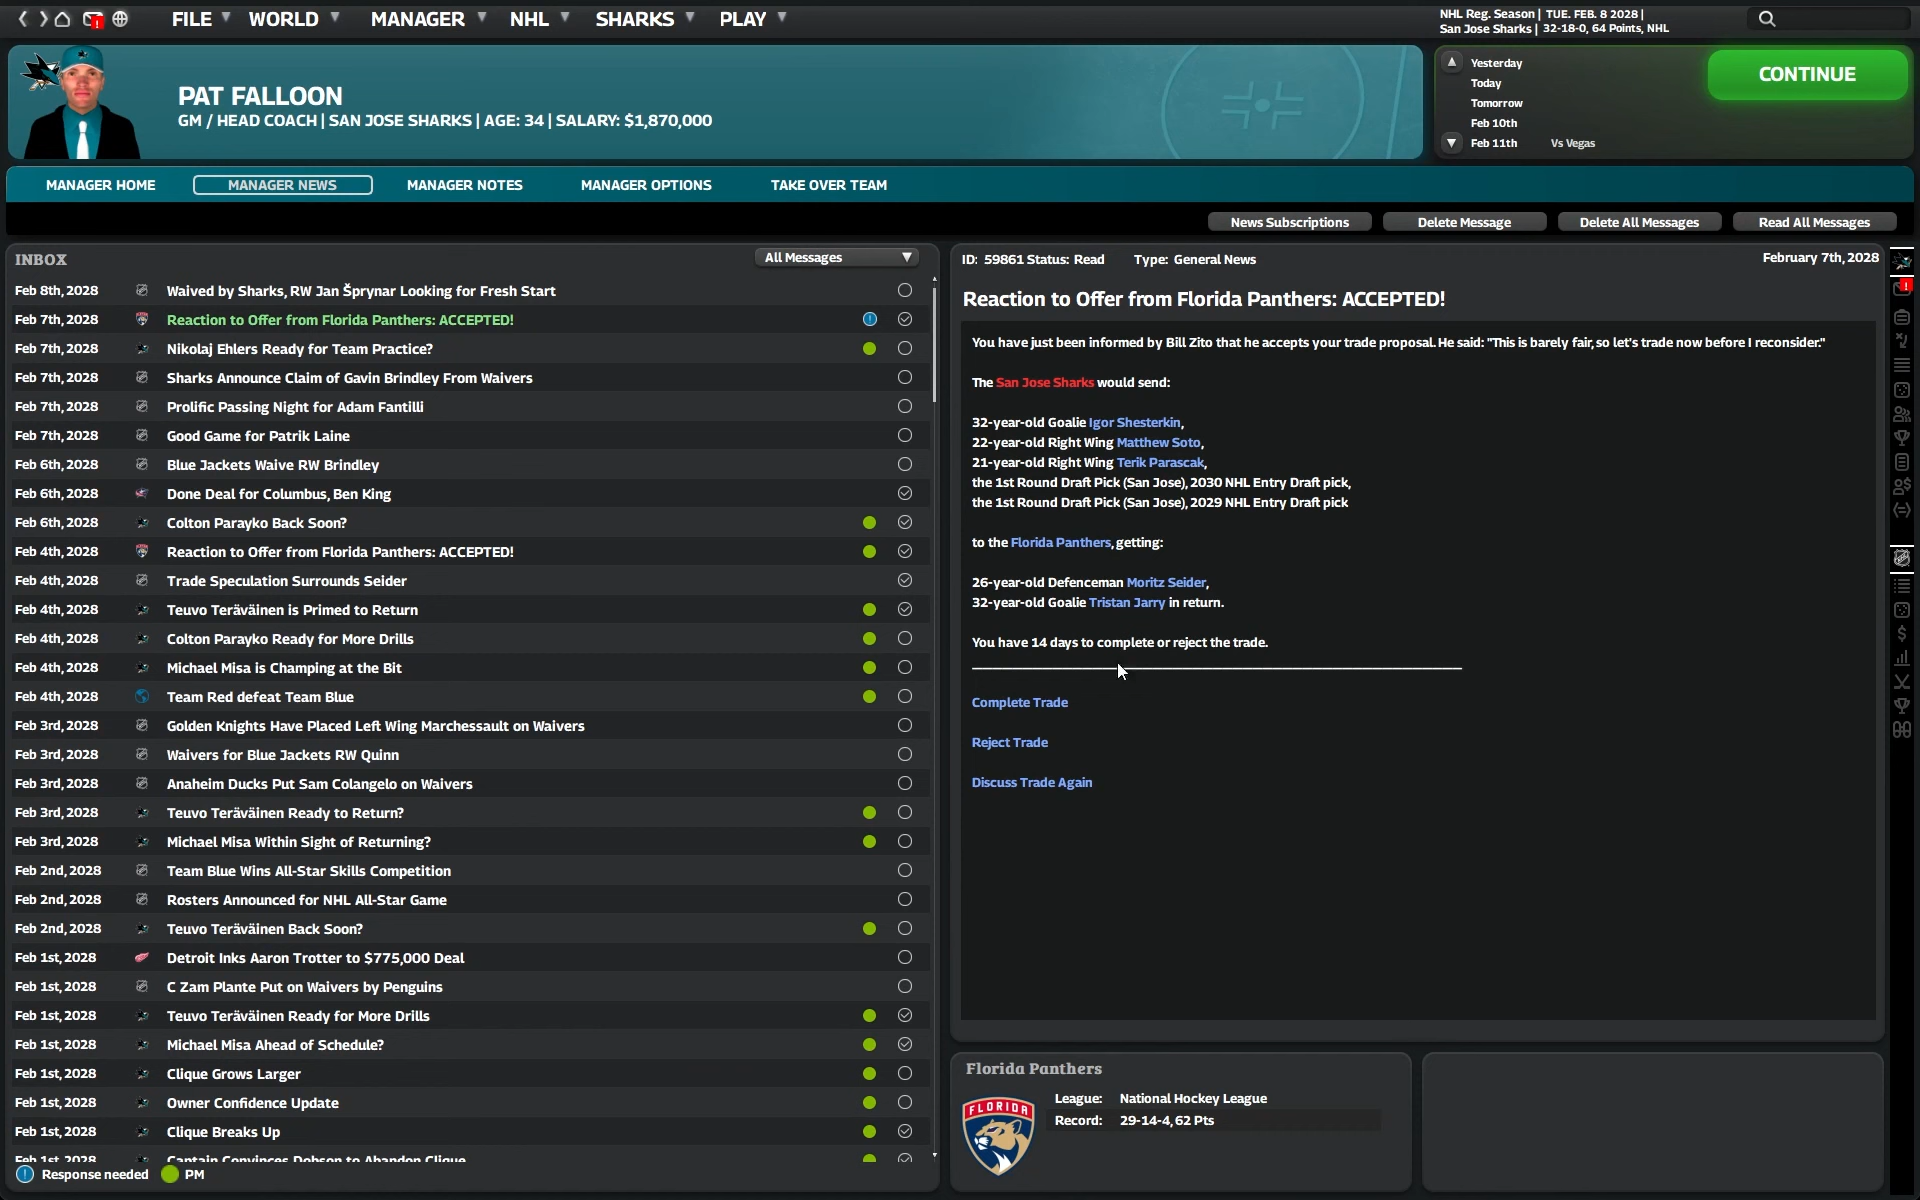 FILE WORLD MANAGER NHL SHARKS PLAY
NHL Reg. Season | TUE. FEB. 8 2028 |
San Jose Sharks | 32-18-0, 64 Points, NHL
PAT FALLOON
GM / HEAD COACH | SAN JOSE SHARKS | AGE: 34 | SALARY: $1,870,000
Yesterday
Today
Tomorrow
Feb 10th
Feb 11th Vs Vegas
CONTINUE
MANAGER HOME MANAGER NEWS MANAGER NOTES MANAGER OPTIONS TAKE OVER TEAM
News Subscriptions Delete Message Delete All Messages Read All Messages
INBOX All Messages
Feb 8th, 2028 Waived by Sharks, RW Jan Šprynar Looking for Fresh Start
Feb 7th, 2028 Reaction to Offer from Florida Panthers: ACCEPTED!
Feb 7th, 2028 Nikolaj Ehlers Ready for Team Practice?
Feb 7th, 2028 Sharks Announce Claim of Gavin Brindley From Waivers
Feb 7th, 2028 Prolific Passing Night for Adam Fantilli
Feb 7th, 2028 Good Game for Patrik Laine
Feb 6th, 2028 Blue Jackets Waive RW Brindley
Feb 6th, 2028 Done Deal for Columbus, Ben King
Feb 6th, 2028 Colton Parayko Back Soon?
Feb 4th, 2028 Reaction to Offer from Florida Panthers: ACCEPTED!
Feb 4th, 2028 Trade Speculation Surrounds Seider
Feb 4th, 2028 Teuvo Teräväinen is Primed to Return
Feb 4th, 2028 Colton Parayko Ready for More Drills
Feb 4th, 2028 Michael Misa is Champing at the Bit
Feb 4th, 2028 Team Red defeat Team Blue
Feb 3rd, 2028 Golden Knights Have Placed Left Wing Marchessault on Waivers
Feb 3rd, 2028 Waivers for Blue Jackets RW Quinn
Feb 3rd, 2028 Anaheim Ducks Put Sam Colangelo on Waivers
Feb 3rd, 2028 Teuvo Teräväinen Ready to Return?
Feb 3rd, 2028 Michael Misa Within Sight of Returning?
Feb 2nd, 2028 Team Blue Wins All-Star Skills Competition
Feb 2nd, 2028 Rosters Announced for NHL All-Star Game
Feb 2nd, 2028 Teuvo Teräväinen Back Soon?
Feb 1st, 2028 Detroit Inks Aaron Trotter to $775,000 Deal
Feb 1st, 2028 C Zam Plante Put on Waivers by Penguins
Feb 1st, 2028 Teuvo Teräväinen Ready for More Drills
Feb 1st, 2028 Michael Misa Ahead of Schedule?
Feb 1st, 2028 Clique Grows Larger
Feb 1st, 2028 Owner Confidence Update
Feb 1st, 2028 Clique Breaks Up
Feb 1st, 2028 Captain Convinces Dobson to Abandon Clique
Response needed PM
ID: 59861 Status: Read Type: General News February 7th, 2028
Reaction to Offer from Florida Panthers: ACCEPTED!
You have just been informed by Bill Zito that he accepts your trade proposal. He said: "This is barely fair, so let's trade now before I reconsider."
The San Jose Sharks would send:
32-year-old Goalie Igor Shesterkin,
22-year-old Right Wing Matthew Soto,
21-year-old Right Wing Terik Parascak,
the 1st Round Draft Pick (San Jose), 2030 NHL Entry Draft pick,
the 1st Round Draft Pick (San Jose), 2029 NHL Entry Draft pick
to the Florida Panthers, getting:
26-year-old Defenceman Moritz Seider,
32-year-old Goalie Tristan Jarry in return.
You have 14 days to complete or reject the trade.
Complete Trade
Reject Trade
Discuss Trade Again
Florida Panthers
FLORIDA
League: National Hockey League
Record: 29-14-4, 62 Pts